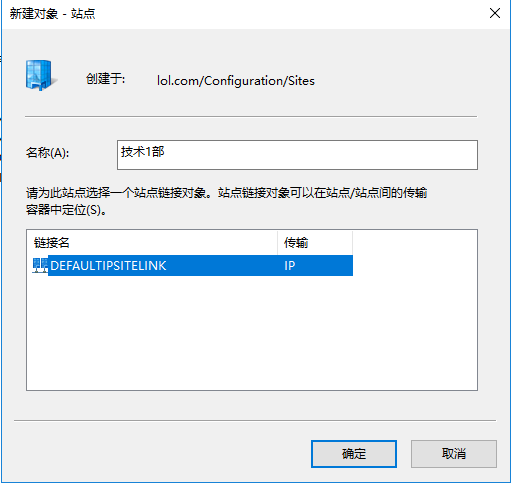 新建对象 - 站点
创建于: lol.com/Configuration/Sites
名称(A): 技术1部
请为此站点选择一个站点链接对象。站点链接对象可以在站点/站点间的传输
容器中定位(S)。
链接名 传输
DEFAULTIPSITELINK IP
确定 取消